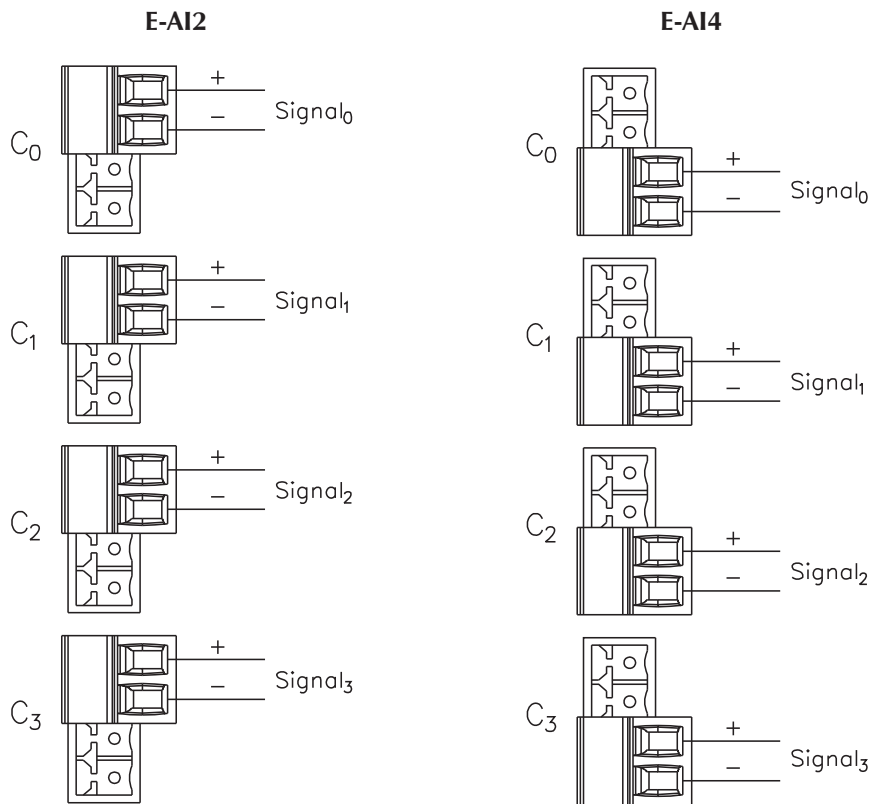 E-AI2
E-AI4
+
−
Signal₀
C₀
+
−
Signal₀
C₀
+
−
Signal₁
C₁
+
−
Signal₁
C₁
+
−
Signal₂
C₂
+
−
Signal₂
C₂
+
−
Signal₃
C₃
+
−
Signal₃
C₃